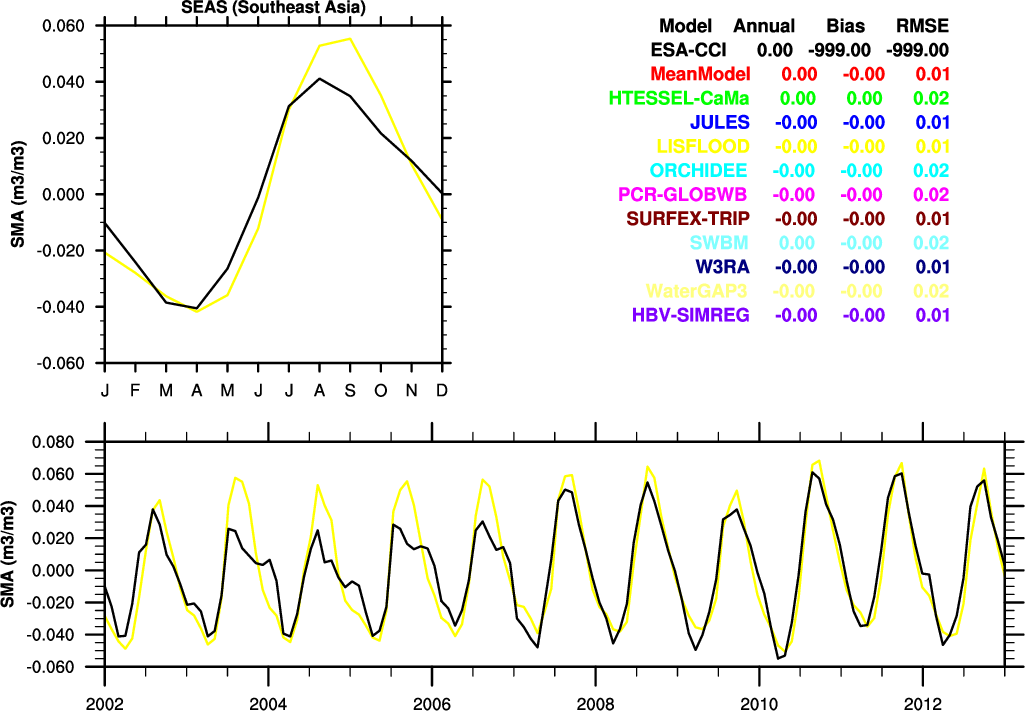 SEAS (Southeast Asia)
0.060
0.040
0.020
0.000
-0.020
-0.040
-0.060
SMA (m3/m3)
J F M A M J J A S O N D
Model Annual Bias RMSE
ESA-CCI 0.00 -999.00 -999.00
MeanModel 0.00 -0.00 0.01
HTESSEL-CaMa 0.00 0.00 0.02
JULES -0.00 -0.00 0.01
LISFLOOD -0.00 -0.00 0.01
ORCHIDEE -0.00 -0.00 0.02
PCR-GLOBWB -0.00 -0.00 0.02
SURFEX-TRIP -0.00 -0.00 0.01
SWBM 0.00 -0.00 0.02
W3RA -0.00 -0.00 0.01
WaterGAP3 -0.00 -0.00 0.02
HBV-SIMREG -0.00 -0.00 0.01
0.080
0.060
0.040
0.020
0.000
-0.020
-0.040
-0.060
SMA (m3/m3)
2002 2004 2006 2008 2010 2012